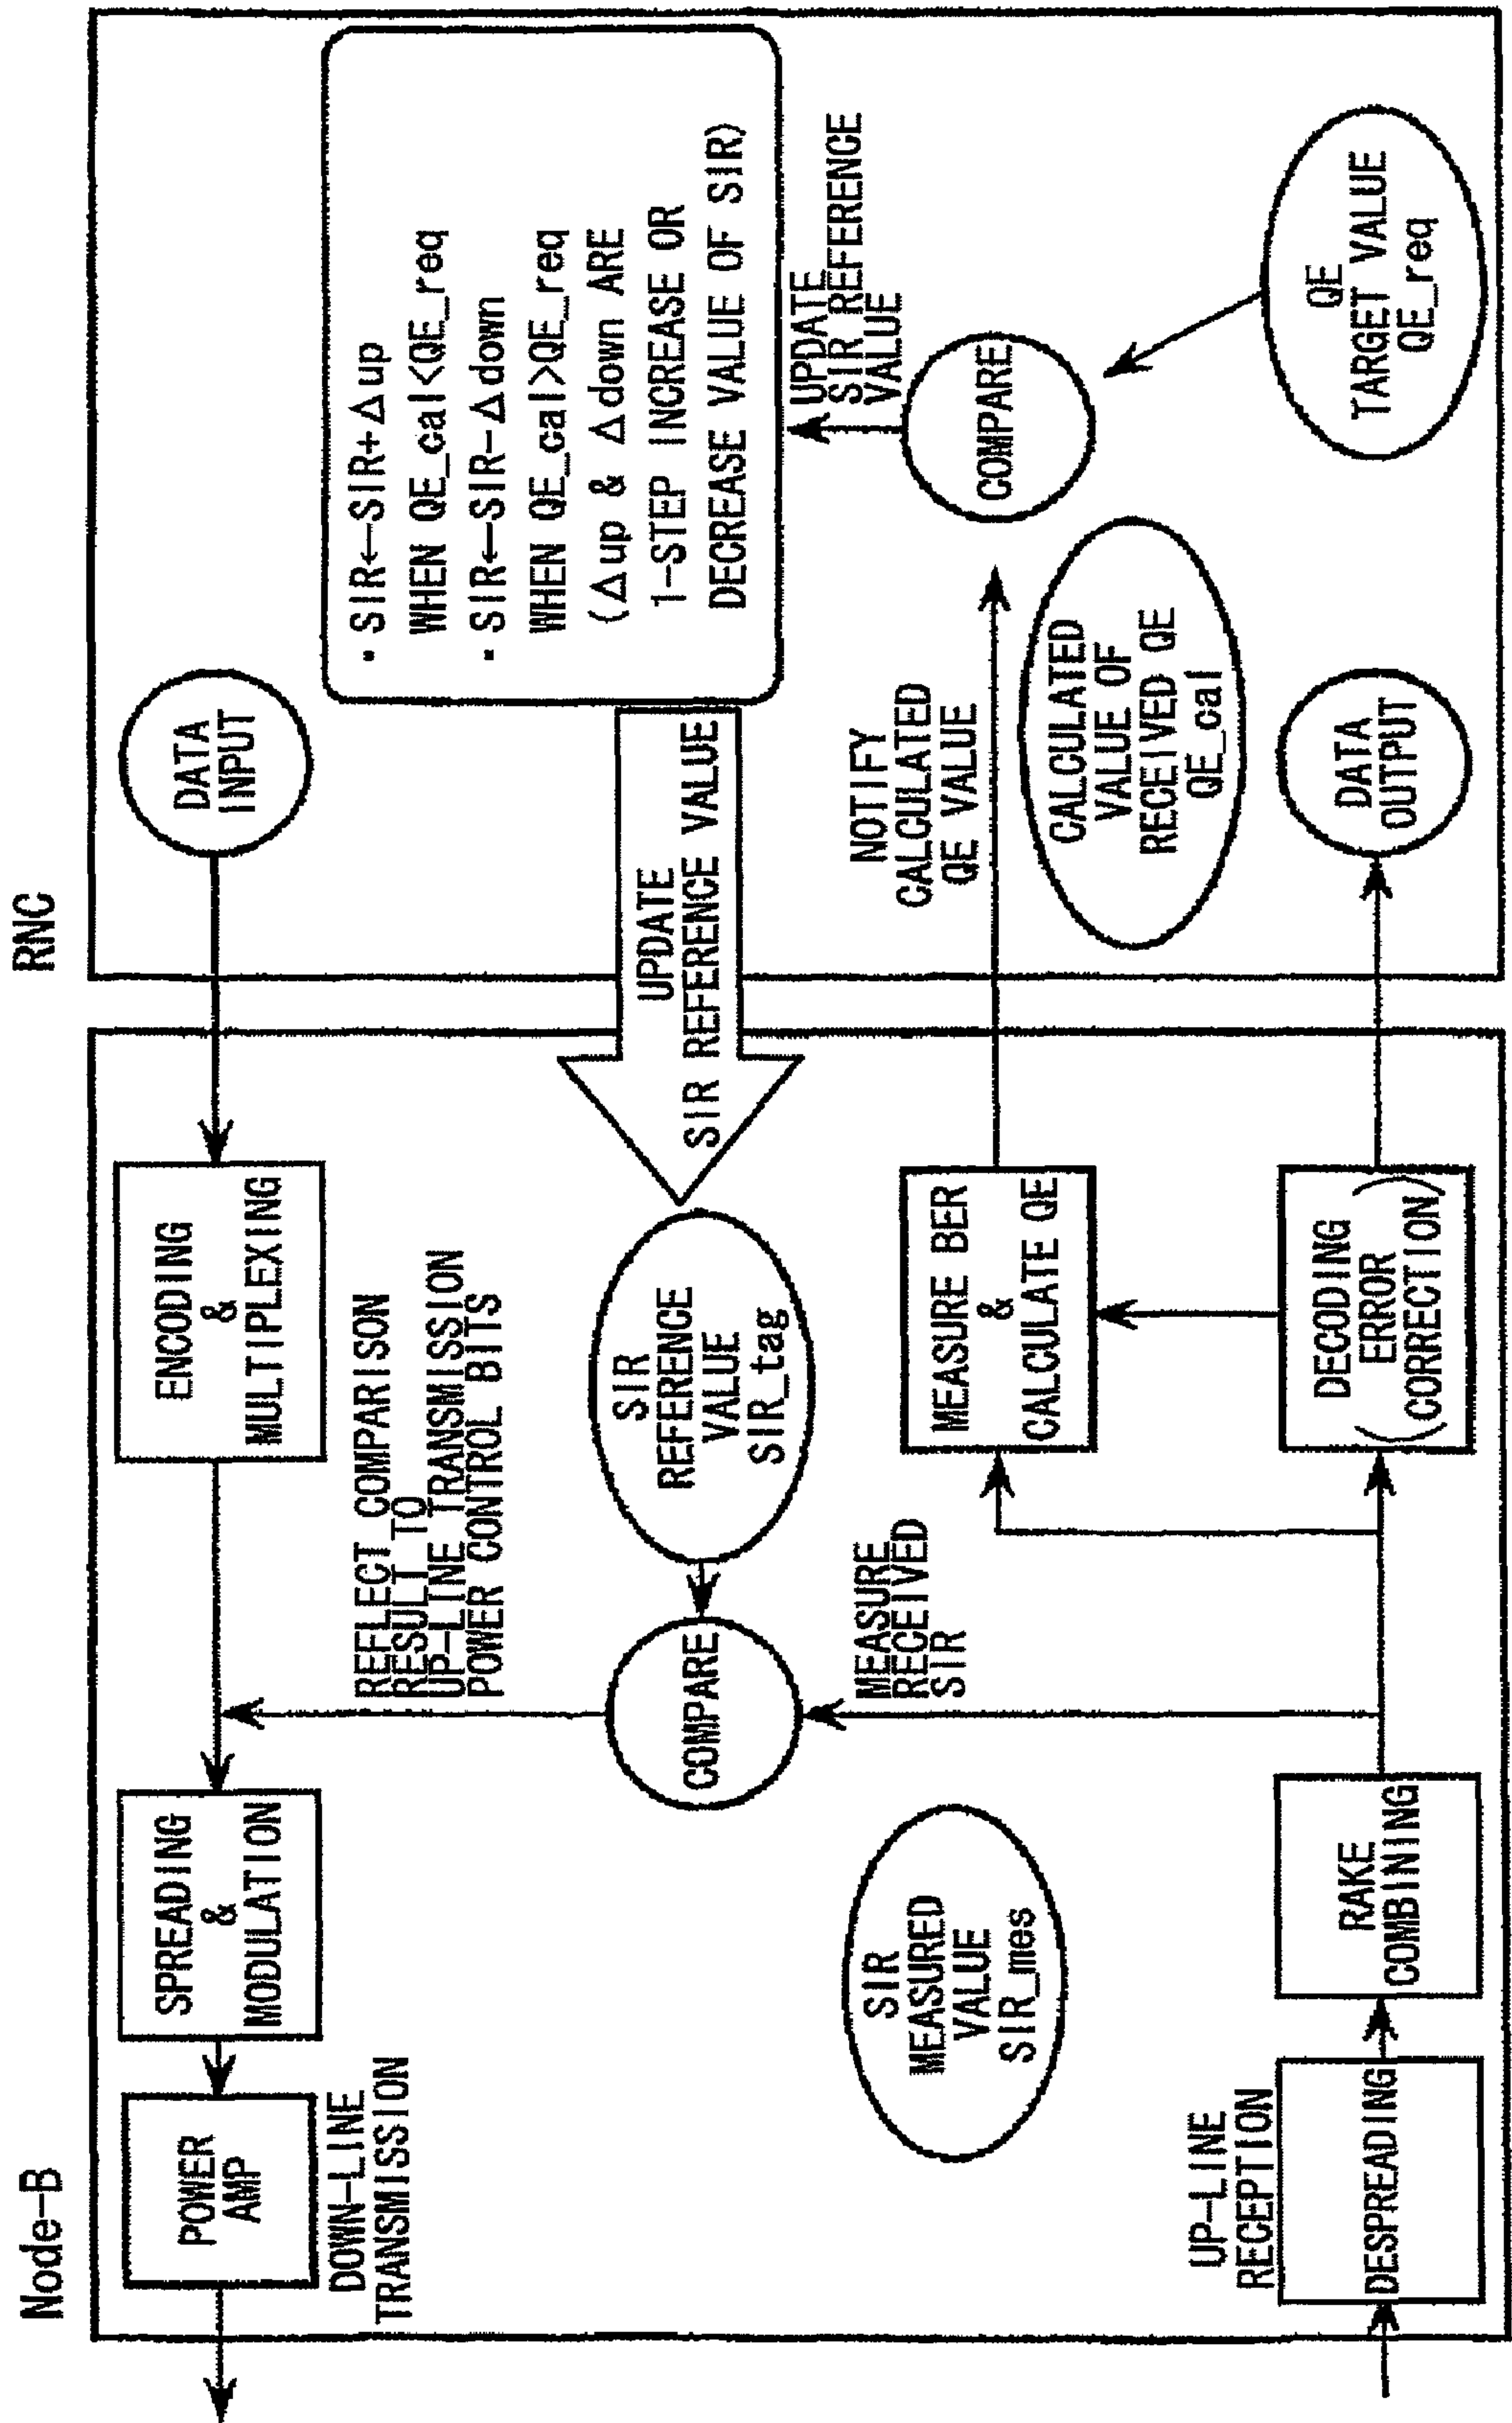 Node-B
RNC
POWER
AMP
DOWN-LINE
TRANSMISSION
SPREADING
&
MODULATION
ENCODING
&
MULTIPLEXING
DATA
INPUT
REFLECT COMPARISON
RESULT TO
UP-LINE TRANSMISSION
POWER CONTROL BITS
COMPARE
SIR
REFERENCE
VALUE
SIR_tag
UPDATE
SIR REFERENCE VALUE
・SIR←SIR+Δup
WHEN QE_cal<QE_req
・SIR←SIR-Δdown
WHEN QE_cal>QE_req
(Δup & Δdown ARE
1-STEP INCREASE OR
DECREASE VALUE OF SIR)
SIR
MEASURED
VALUE
SIR_mes
MEASURE
RECEIVED
SIR
MEASURE BER
&
CALCULATE QE
NOTIFY
CALCULATED
QE VALUE
UPDATE
SIR REFERENCE
VALUE
COMPARE
CALCULATED
VALUE OF
RECEIVED QE
QE_cal
QE
TARGET VALUE
QE_req
UP-LINE
RECEPTION
DESPREADING
RAKE
COMBINING
DECODING
(ERROR
CORRECTION)
DATA
OUTPUT